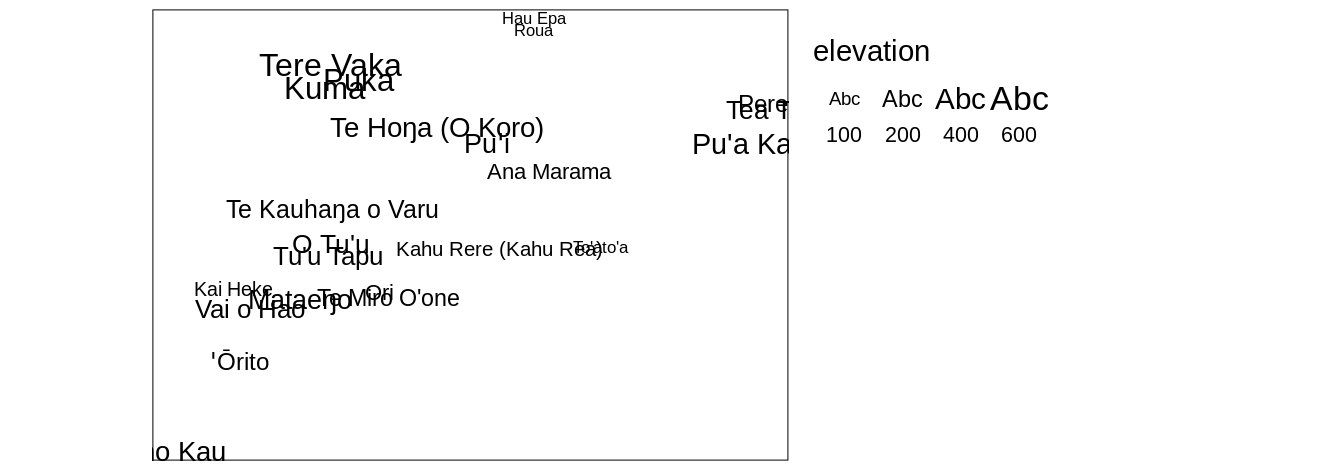 Hau Epa
Roua
elevation
Tere Vaka
Puka
Kuma
Abc Abc Abc Abc
Pere
Tea T
Te Hoŋa (O Koro)
100 200 400 600
Pu'i
Pu'a Ka
Ana Marama
Te Kauhaŋa o Varu
O Tu'u
Tu'u Tapu
Kahu Rere (Kahu Rea)
To'ato'a
Kai Heke
Ori
Mataeŋo
Te Miro O'one
Vai o Hao
'Ōrito
o Kau